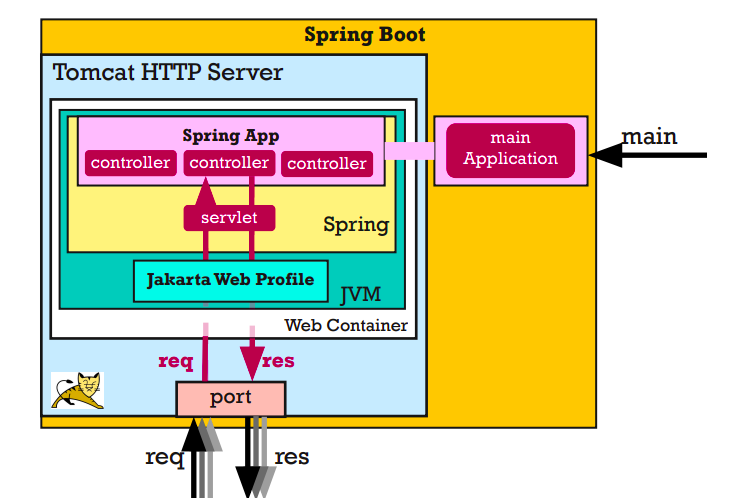 Spring Boot
Tomcat HTTP Server
Spring App
controller controller controller
main
Application
main
servlet
Spring
Jakarta Web Profile
JVM
Web Container
req res
port
req res